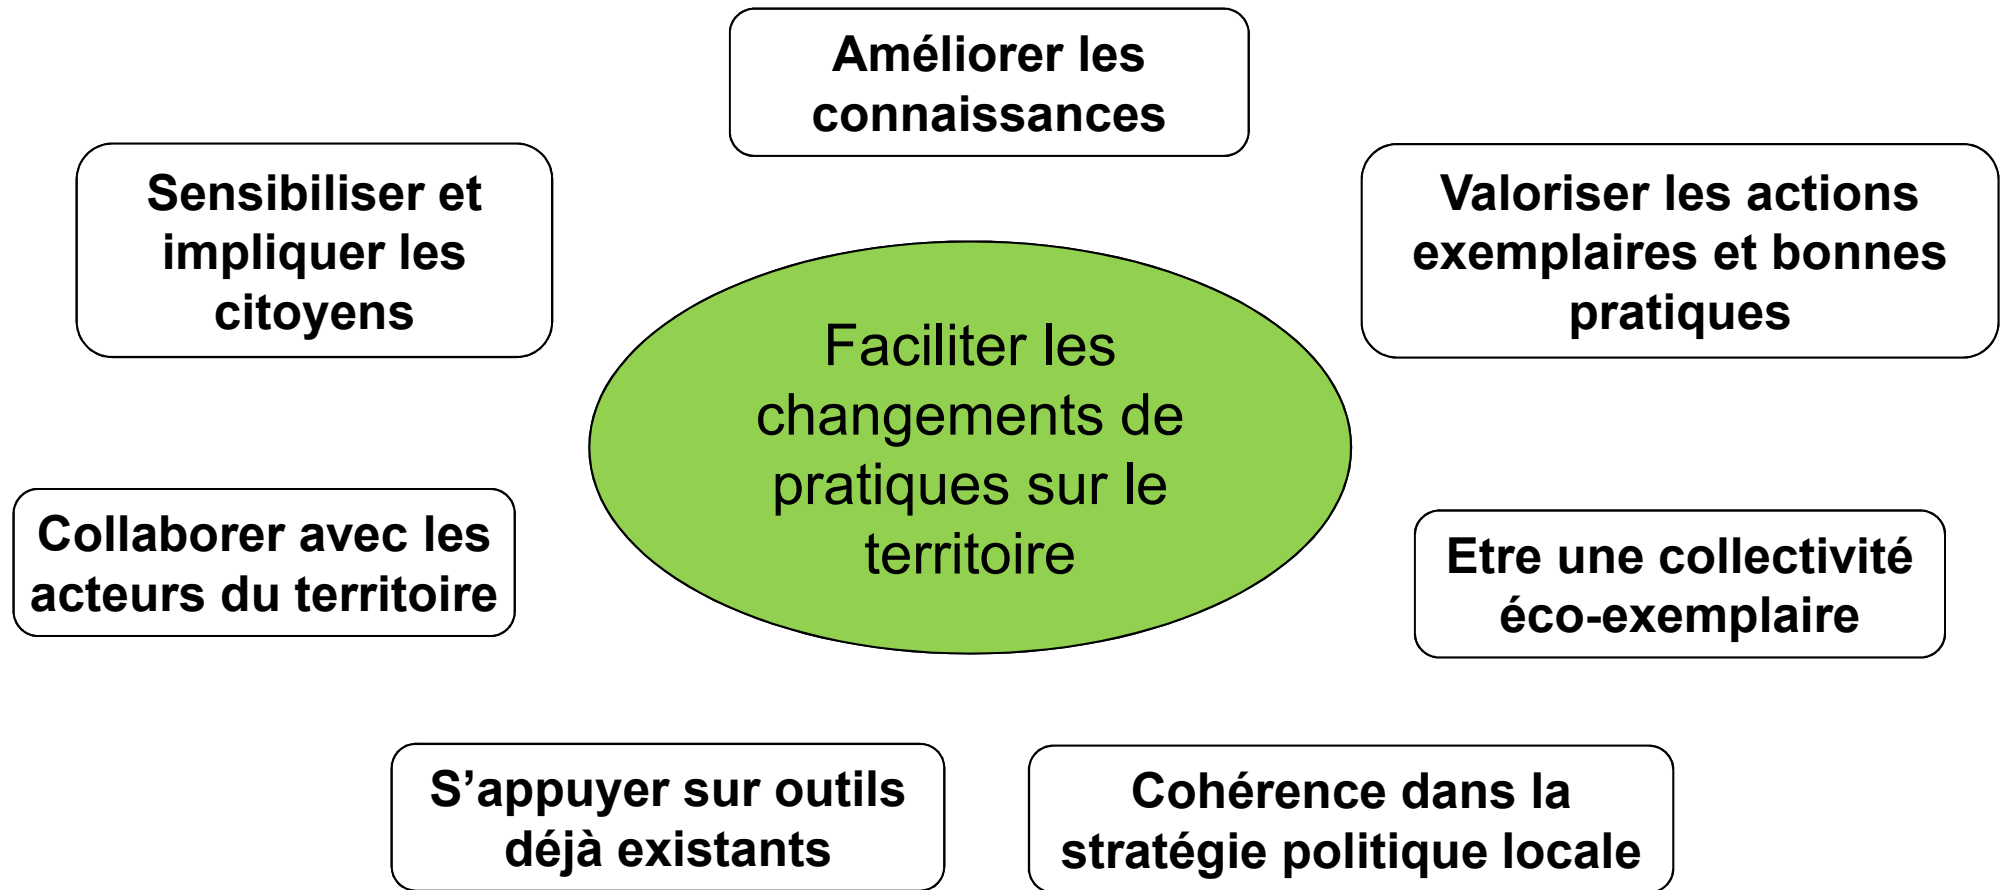 Améliorer les
connaissances
Sensibiliser et
impliquer les
citoyens
Valoriser les actions
exemplaires et bonnes
pratiques
Faciliter les
changements de
pratiques sur le
territoire
Collaborer avec les
acteurs du territoire
Etre une collectivité
éco-exemplaire
S’appuyer sur outils
déjà existants
Cohérence dans la
stratégie politique locale